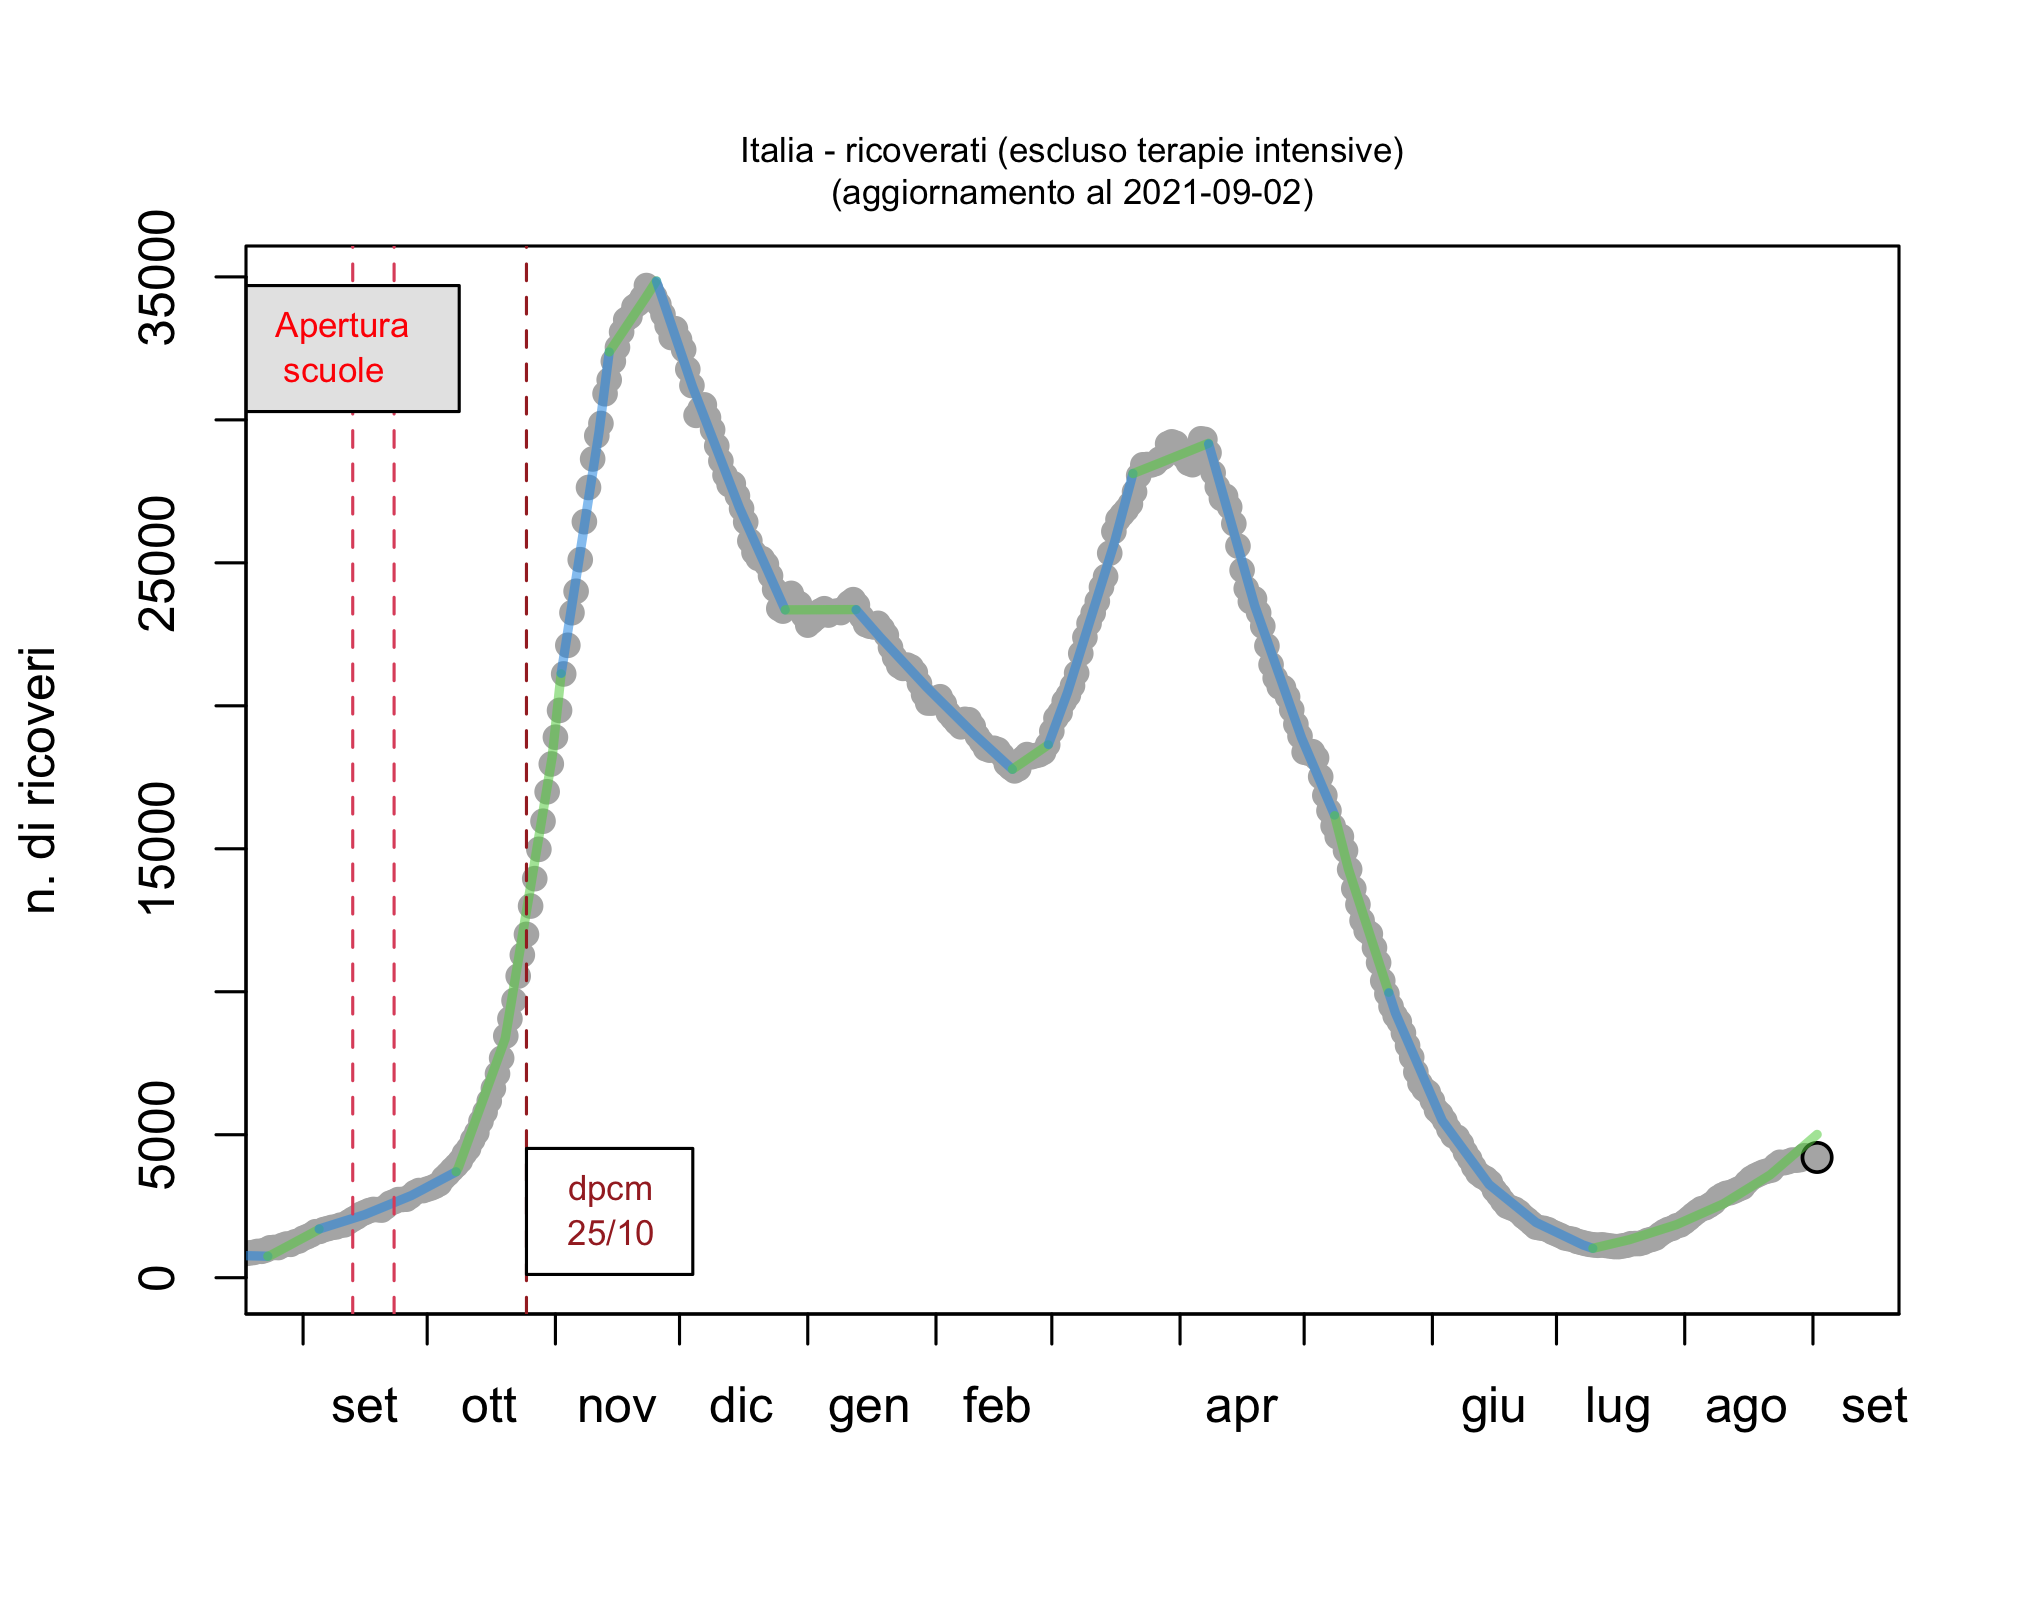 Italia - ricoverati (escluso terapie intensive)
(aggiornamento al 2021-09-02)
n. di ricoveri
35000
25000
15000
5000
0
Apertura
scuole
dpcm
25/10
set ott nov dic gen feb apr giu lug ago set